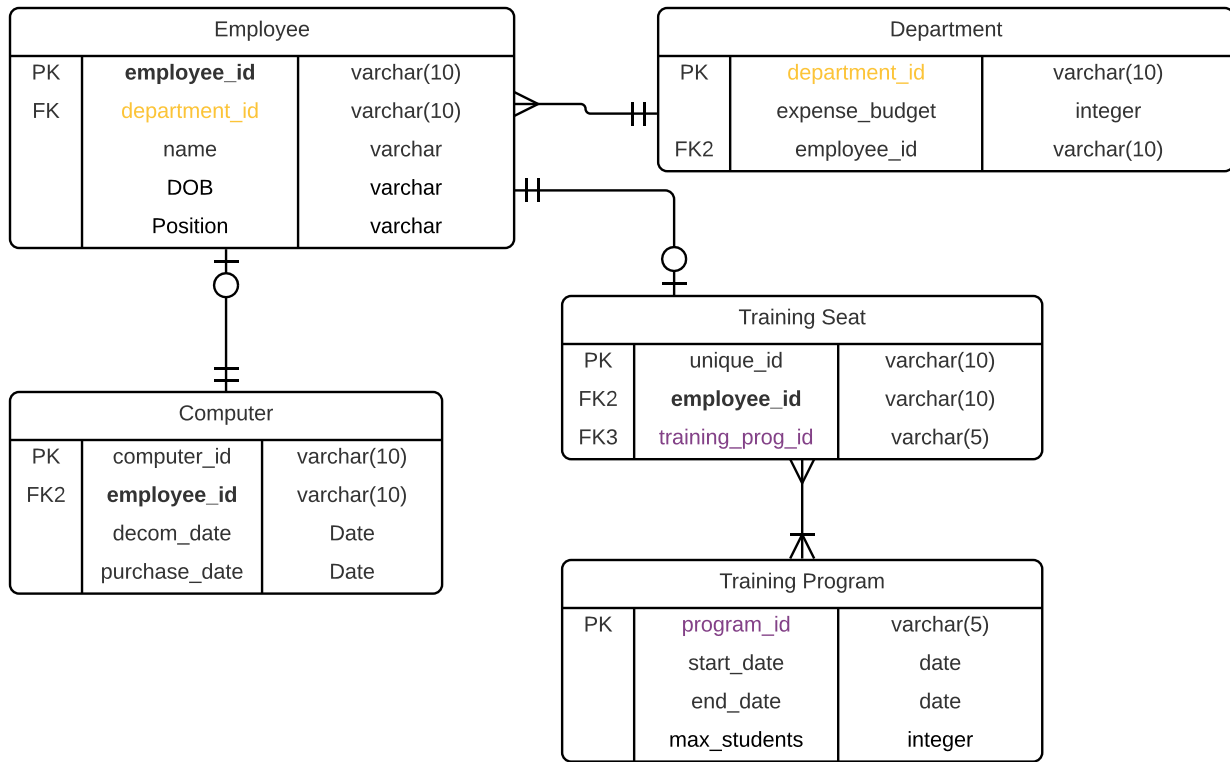 Employee
PK employee_id varchar(10)
FK department_id varchar(10)
name varchar
DOB varchar
Position varchar
Department
PK department_id varchar(10)
expense_budget integer
FK2 employee_id varchar(10)
Training Seat
PK unique_id varchar(10)
FK2 employee_id varchar(10)
FK3 training_prog_id varchar(5)
Computer
PK computer_id varchar(10)
FK2 employee_id varchar(10)
decom_date Date
purchase_date Date
Training Program
PK program_id varchar(5)
start_date date
end_date date
max_students integer